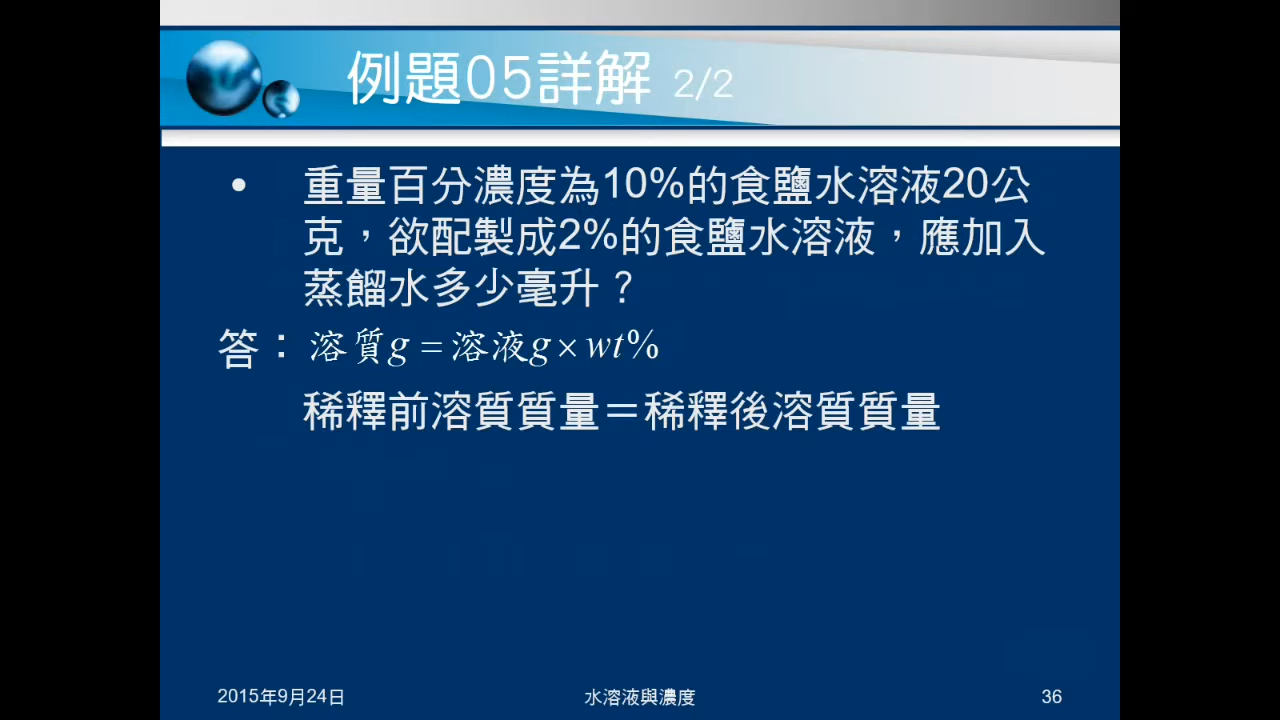 例題05詳解 2/2
• 重量百分濃度為10%的食鹽水溶液20公
克，欲配製成2%的食鹽水溶液，應加入
蒸餾水多少毫升？
答：溶質g＝溶液g×wt%
稀釋前溶質質量＝稀釋後溶質質量
2015年9月24日 水溶液與濃度 36